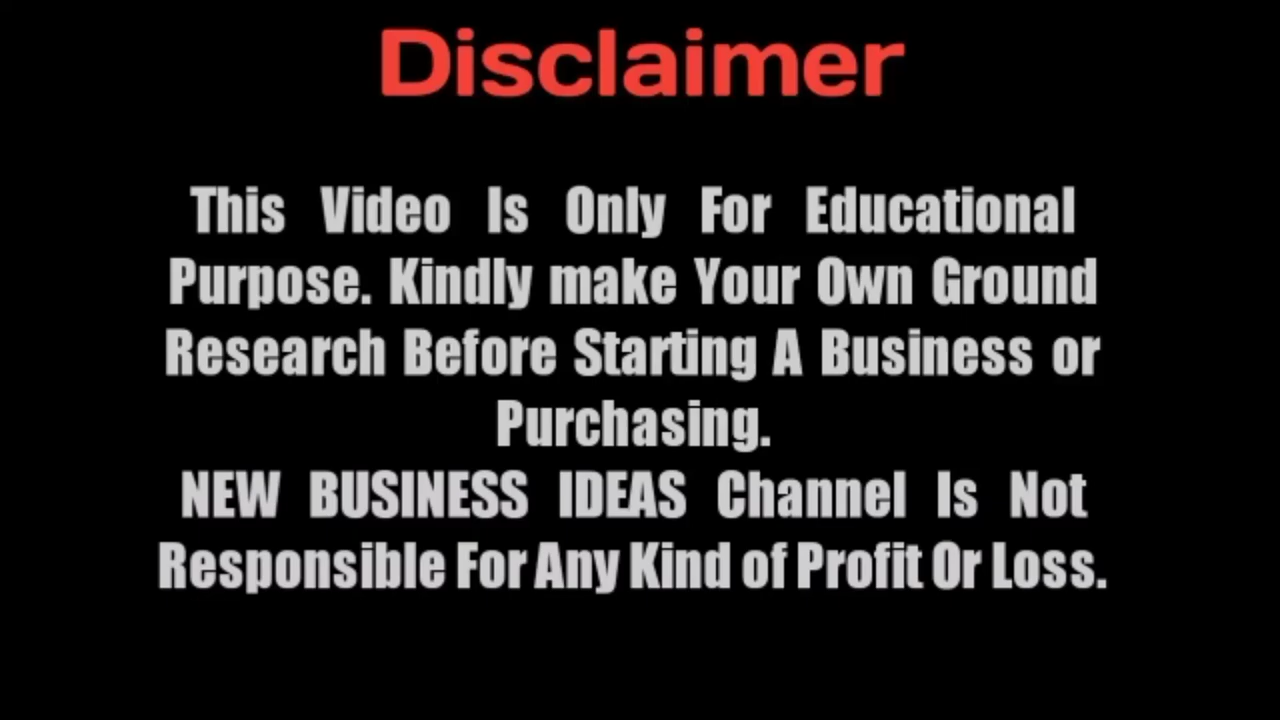 Disclaimer
This Video Is Only For Educational
Purpose. Kindly make Your Own Ground
Research Before Starting A Business or
Purchasing.
NEW BUSINESS IDEAS Channel Is Not
Responsible For Any Kind of Profit Or Loss.